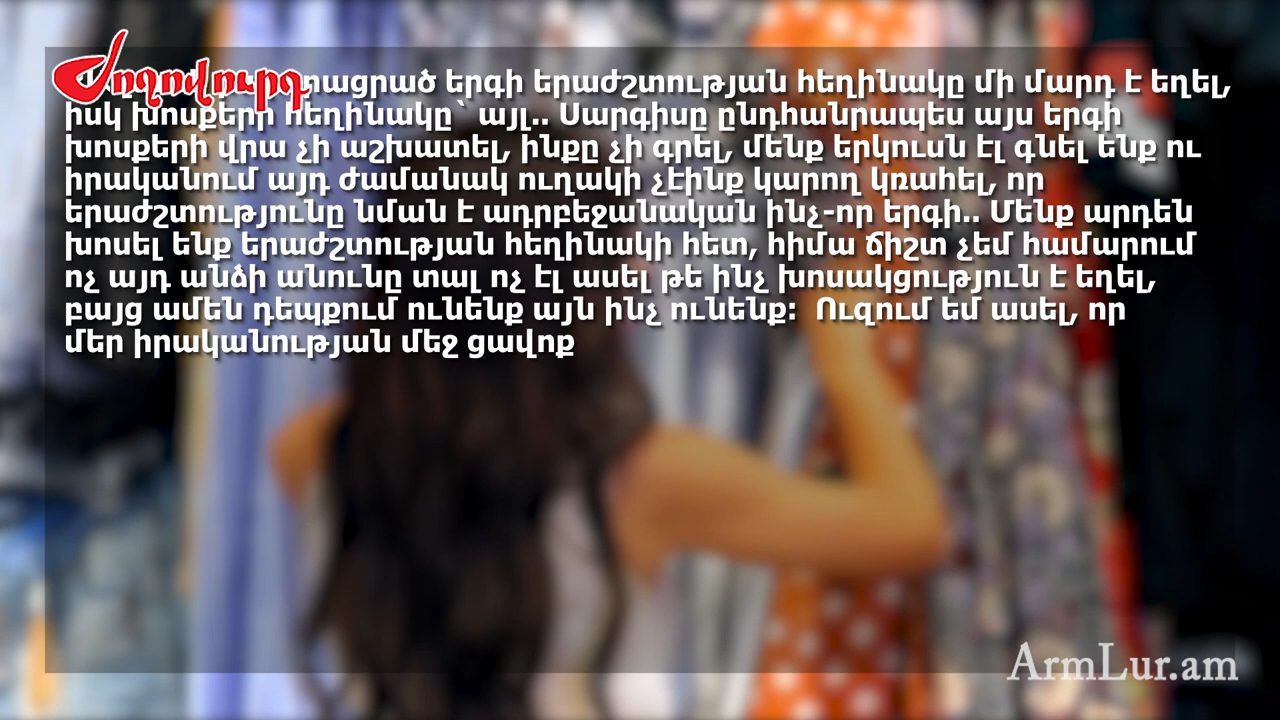 Ժողովուրդ
երգի երաժշտության հեղինակը մի մարդ է եղել,
իսկ խոսքերի հեղինակը` այլ.. Սարգիսը ընդհանրապես այս երգի
խոսքերի վրա չի աշխատել, ինքը չի գրել, մենք երկուսն էլ գնել ենք ու
իրականում այդ ժամանակ ուղակի չէինք կարող կռահել, որ
երաժշտությունը նման է ադրբեջանական ինչ-որ երգի.. Մենք արդեն
խոսել ենք երաժշտության հեղինակի հետ, հիմա ճիշտ չեմ համարում
ոչ այդ անձի անունը տալ ոչ էլ ասել թե ինչ խոսակցություն է եղել,
բայց ամեն դեպքում ունենք այն ինչ ունենք: Ուզում եմ ասել, որ
մեր իրականության մեջ ցավոք
ArmLur.am